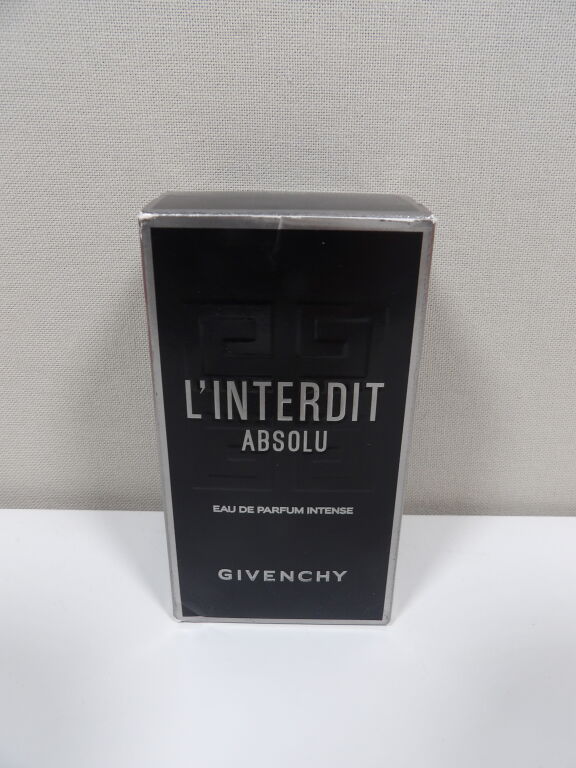 L'INTERDIT
ABSOLU
EAU DE PARFUM INTENSE
GIVENCHY